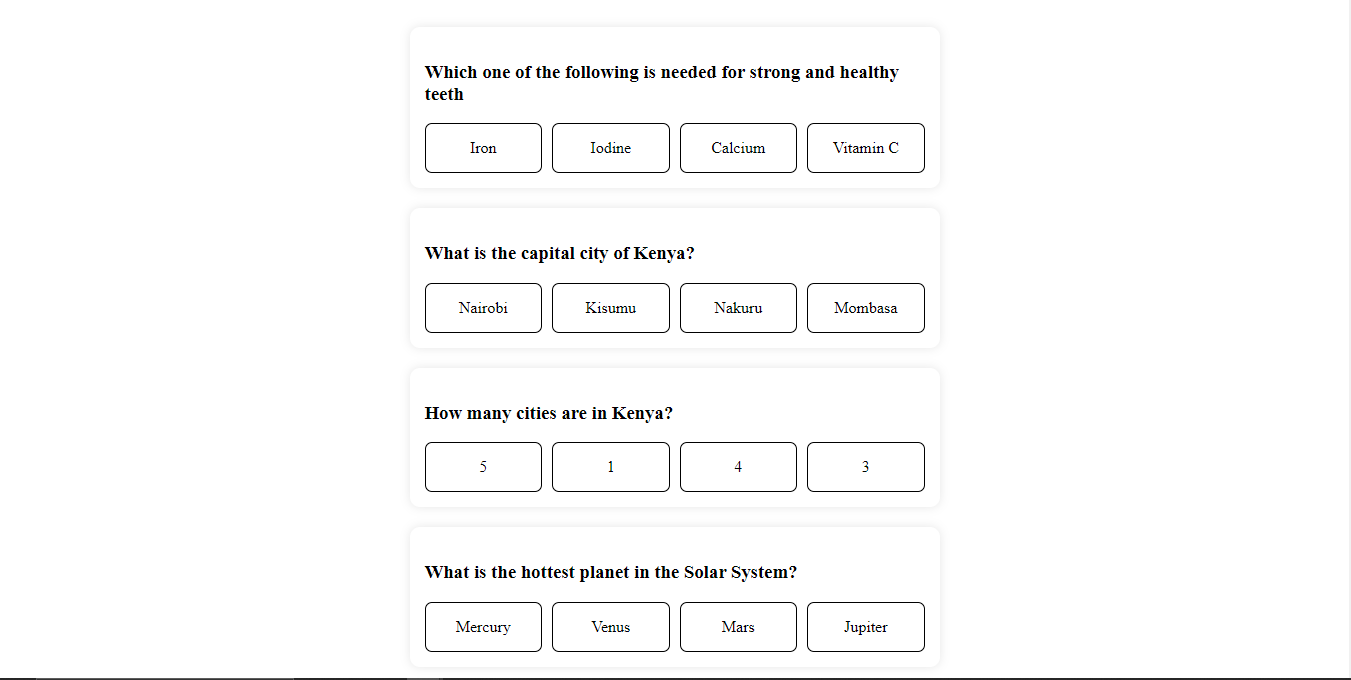 Which one of the following is needed for strong and healthy
teeth
Iron Iodine Calcium Vitamin C
What is the capital city of Kenya?
Nairobi Kisumu Nakuru Mombasa
How many cities are in Kenya?
5 1 4 3
What is the hottest planet in the Solar System?
Mercury Venus Mars Jupiter